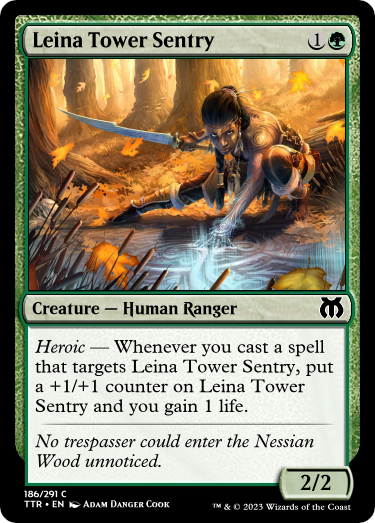 Leina Tower Sentry 1
Creature — Human Ranger
Heroic — Whenever you cast a spell
that targets Leina Tower Sentry, put
a +1/+1 counter on Leina Tower
Sentry and you gain 1 life.
No trespasser could enter the Nessian
Wood unnoticed.
2/2
186/291 C
TTR • EN Adam Danger Cook
™ & © 2023 Wizards of the Coast